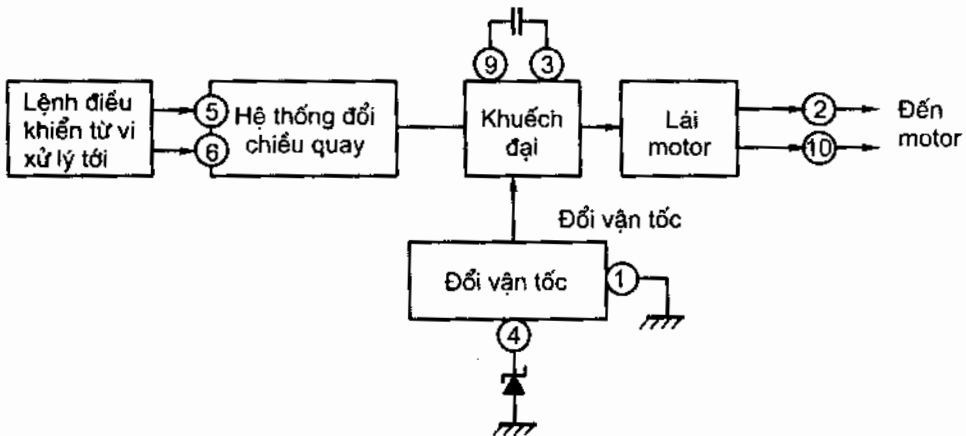 9
3
Lệnh điều
khiển từ vi
xử lý tới
5
6
Hệ thống đổi
chiều quay
Khuếch
đại
Lái
motor
2
10
Đến
motor
Đổi vận tốc
Đổi vận tốc
1
4